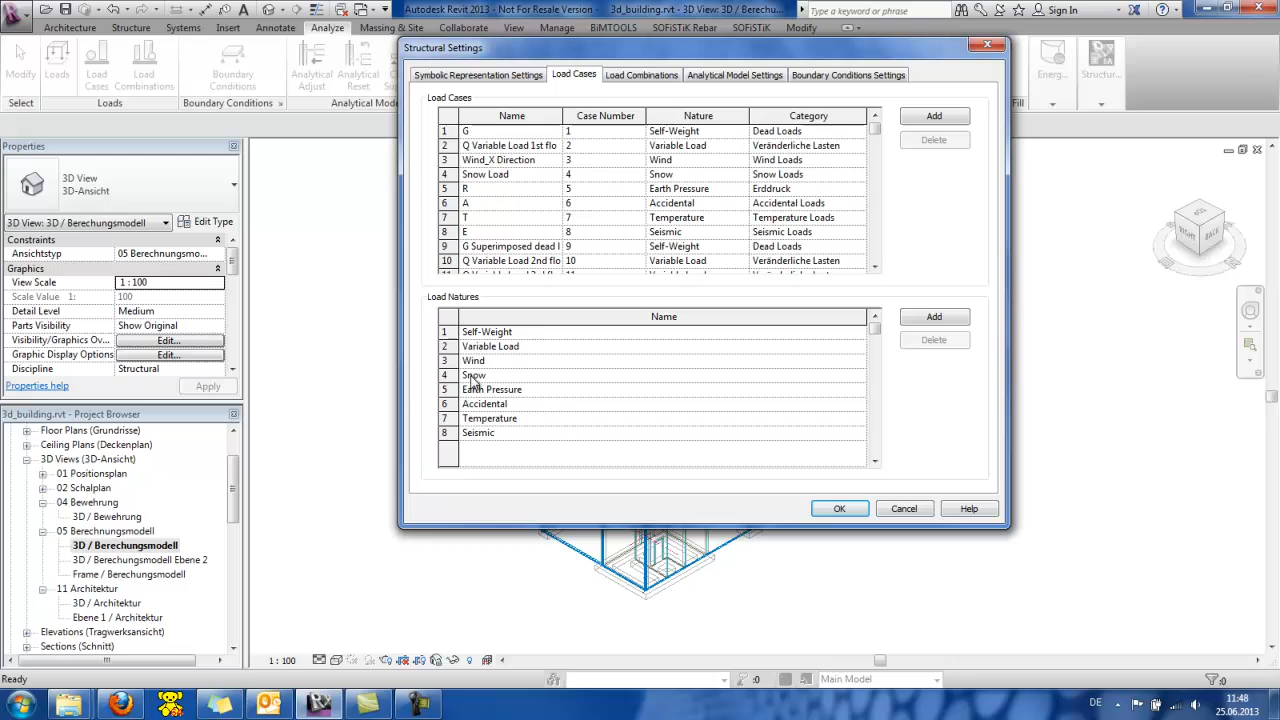 Autodesk Revit 2013 - Not For Resale Version - 3d_building.rvt - 3D View: 3D / Berechu...
Type a keyword or phrase
Sign In
Architecture Structure Systems Insert Annotate Analyze Massing & Site Collaborate View Manage BiMTOOLS SOFiSTiK Rebar SOFiSTiK Modify
Modify
Loads
Load Cases
Load Combinations
Boundary Conditions
Analytical Adjust
Analytical Reset
Energ...
Structur...
Select
Loads
Boundary Conditions
Analytical Mo
Fill
Structural Settings
Symbolic Representation Settings Load Cases Load Combinations Analytical Model Settings Boundary Conditions Settings
Load Cases
Name Case Number Nature Category
1 G 1 Self-Weight Dead Loads
2 Q Variable Load 1st flo 2 Variable Load Veränderliche Lasten
3 Wind_X Direction 3 Wind Wind Loads
4 Snow Load 4 Snow Snow Loads
5 R 5 Earth Pressure Erddruck
6 A 6 Accidental Accidental Loads
7 T 7 Temperature Temperature Loads
8 E 8 Seismic Seismic Loads
9 G Superimposed dead l 9 Self-Weight Dead Loads
10 Q Variable Load 2nd flo 10 Variable Load Veränderliche Lasten
Add
Delete
Load Natures
Name
1 Self-Weight
2 Variable Load
3 Wind
4 Snow
5 Earth Pressure
6 Accidental
7 Temperature
8 Seismic
Add
Delete
OK Cancel Help
Properties
3D View
3D-Ansicht
3D View: 3D / Berechungsmodell Edit Type
Constraints
Ansichtstyp 05 Berechnungsmo...
Graphics
View Scale 1 : 100
Scale Value 1: 100
Detail Level Medium
Parts Visibility Show Original
Visibility/Graphics Ov... Edit...
Graphic Display Options Edit...
Discipline Structural
Properties help Apply
3d_building.rvt - Project Browser
Floor Plans (Grundrisse)
Ceiling Plans (Deckenplan)
3D Views (3D-Ansicht)
01 Positionsplan
02 Schalplan
04 Bewehrung
3D / Bewehrung
05 Berechnungsmodell
3D / Berechungsmodell
3D / Berechungsmodell Ebene 2
Frame / Berechungsmodell
11 Architektur
3D / Architektur
Ebene 1 / Architektur
Elevations (Tragwerksansicht)
Sections (Schnitt)
RIGHT BACK
1 : 100
Ready
:0
Main Model
:0
DE
11:48
25.06.2013